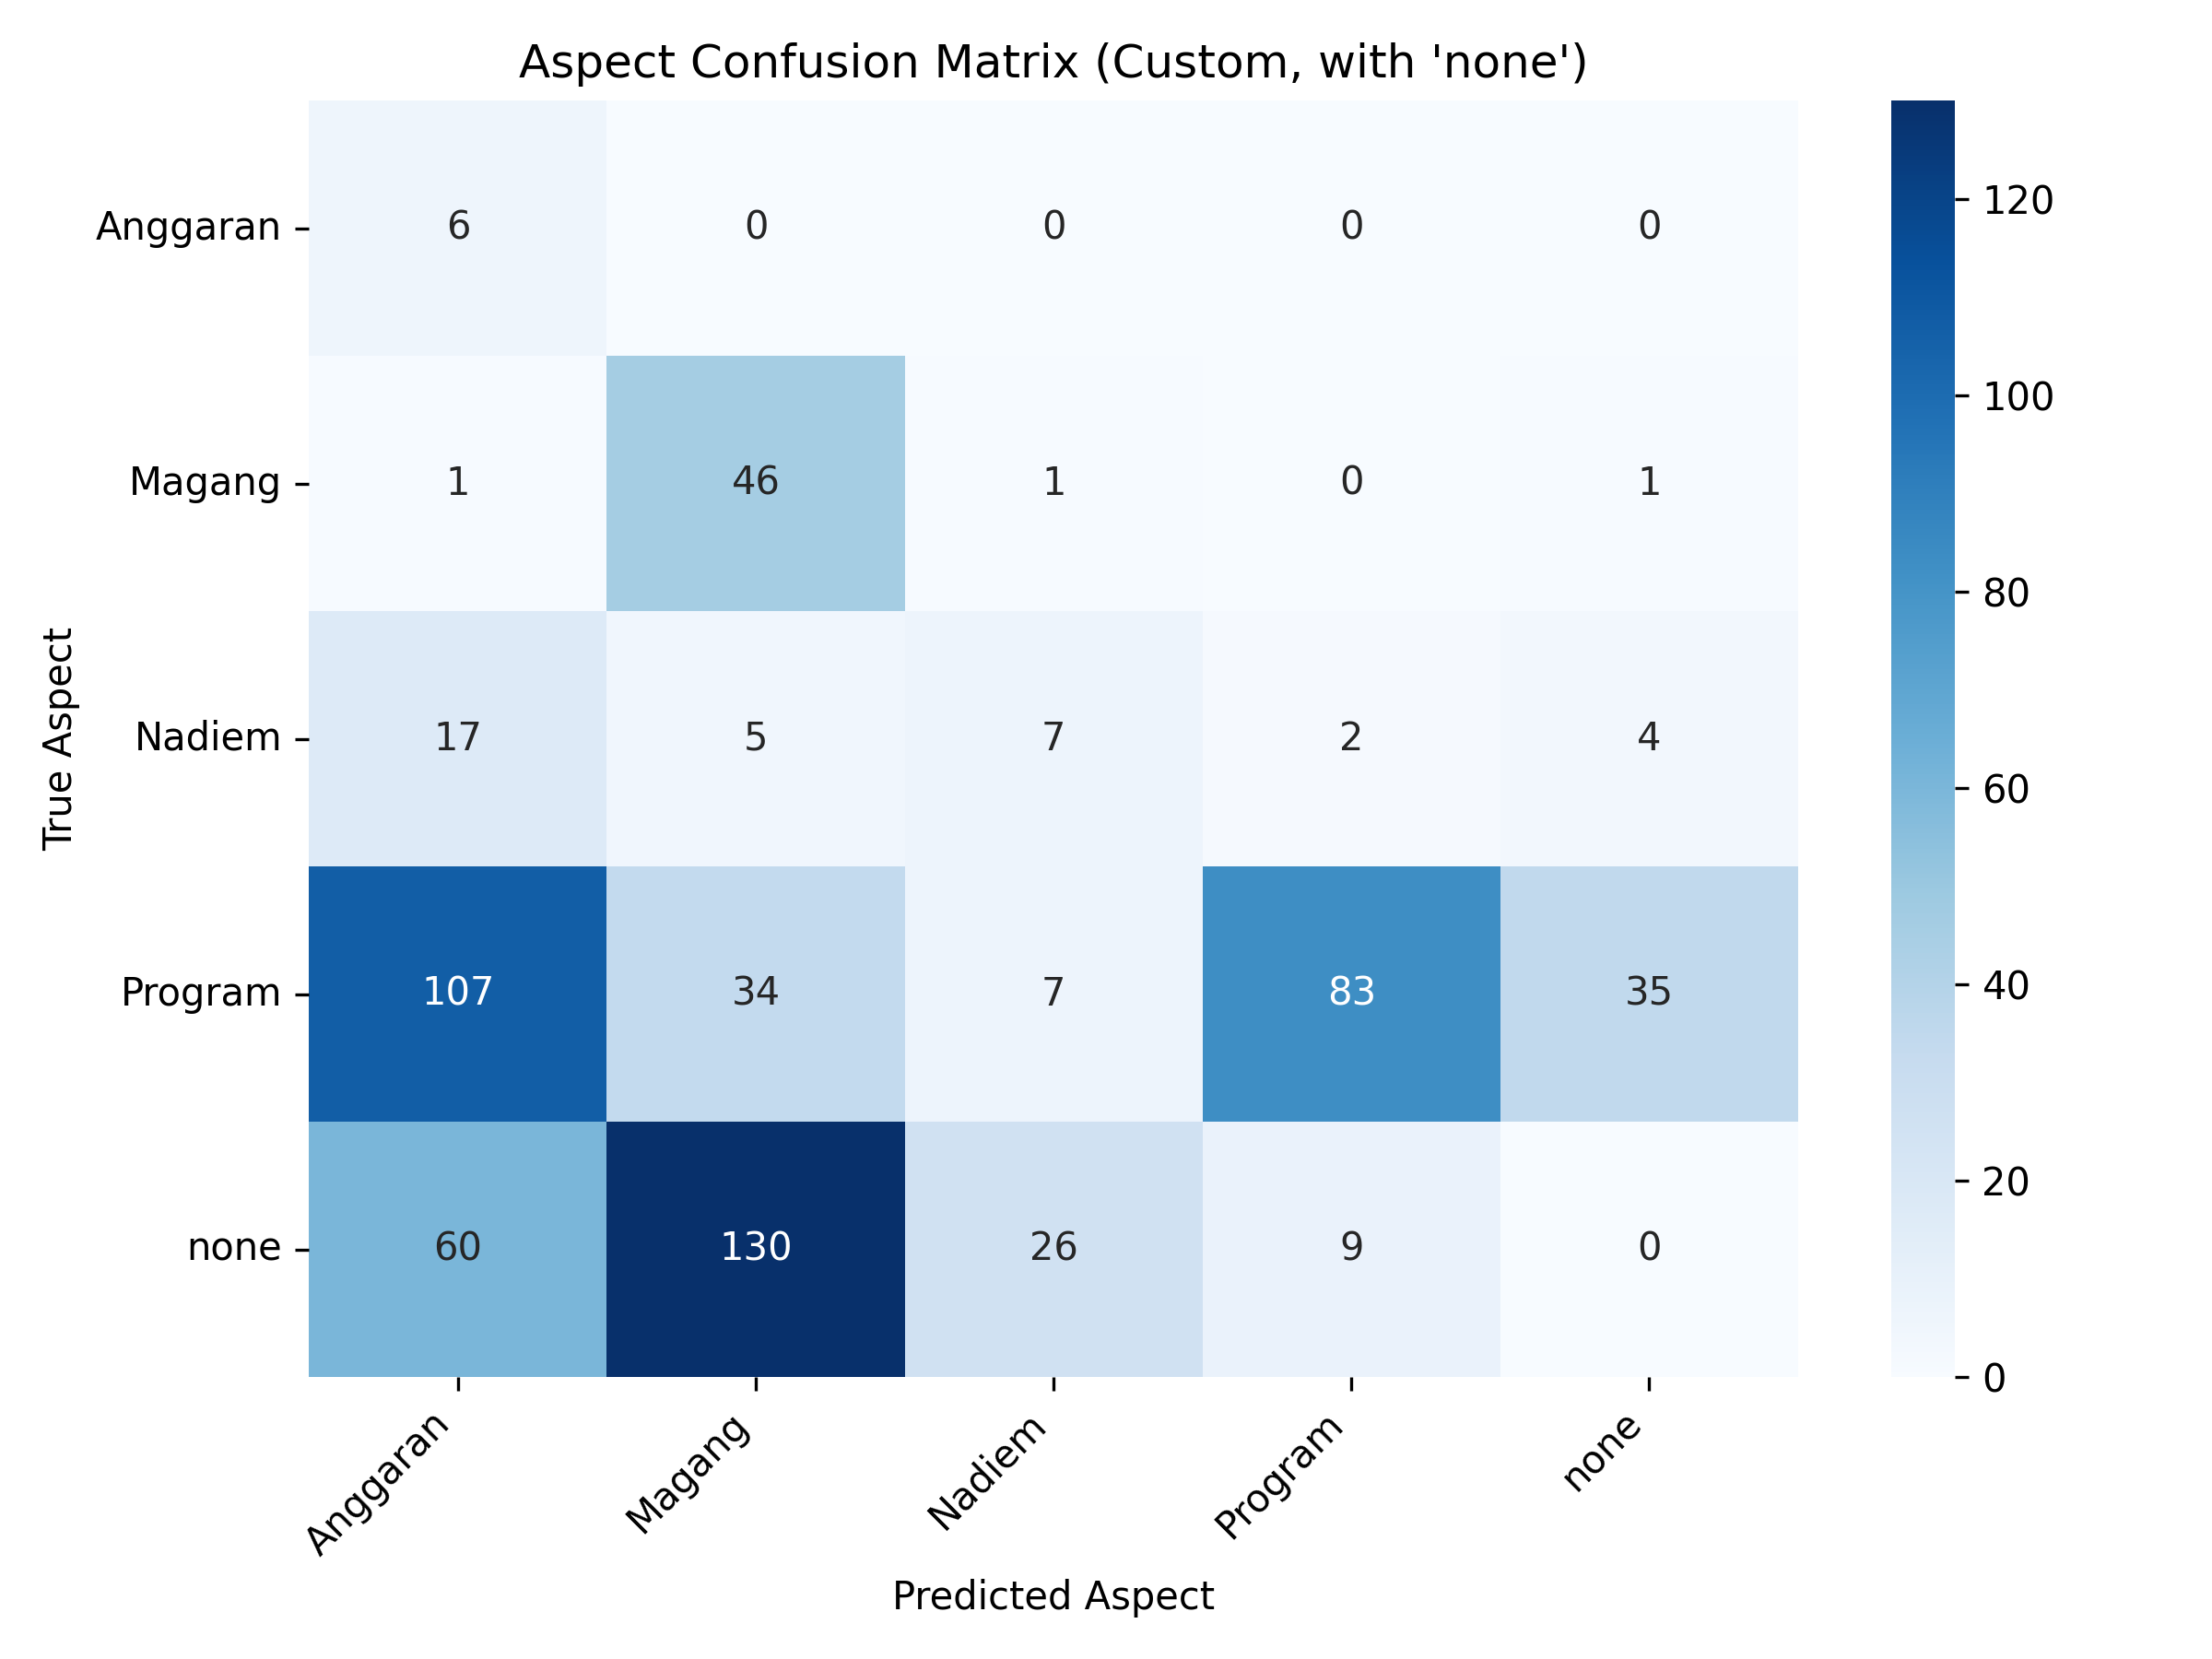 Aspect Confusion Matrix (Custom, with 'none')
True Aspect
Anggaran 6 0 0 0 0
Magang 1 46 1 0 1
Nadiem 17 5 7 2 4
Program 107 34 7 83 35
none 60 130 26 9 0
Anggaran Magang Nadiem Program none
Predicted Aspect
120
100
80
60
40
20
0